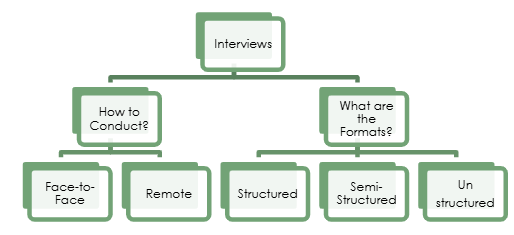 Interviews
How to
Conduct?
What are
the
Formats?
Face-to-
Face
Remote
Structured
Semi-
Structured
Un
structured